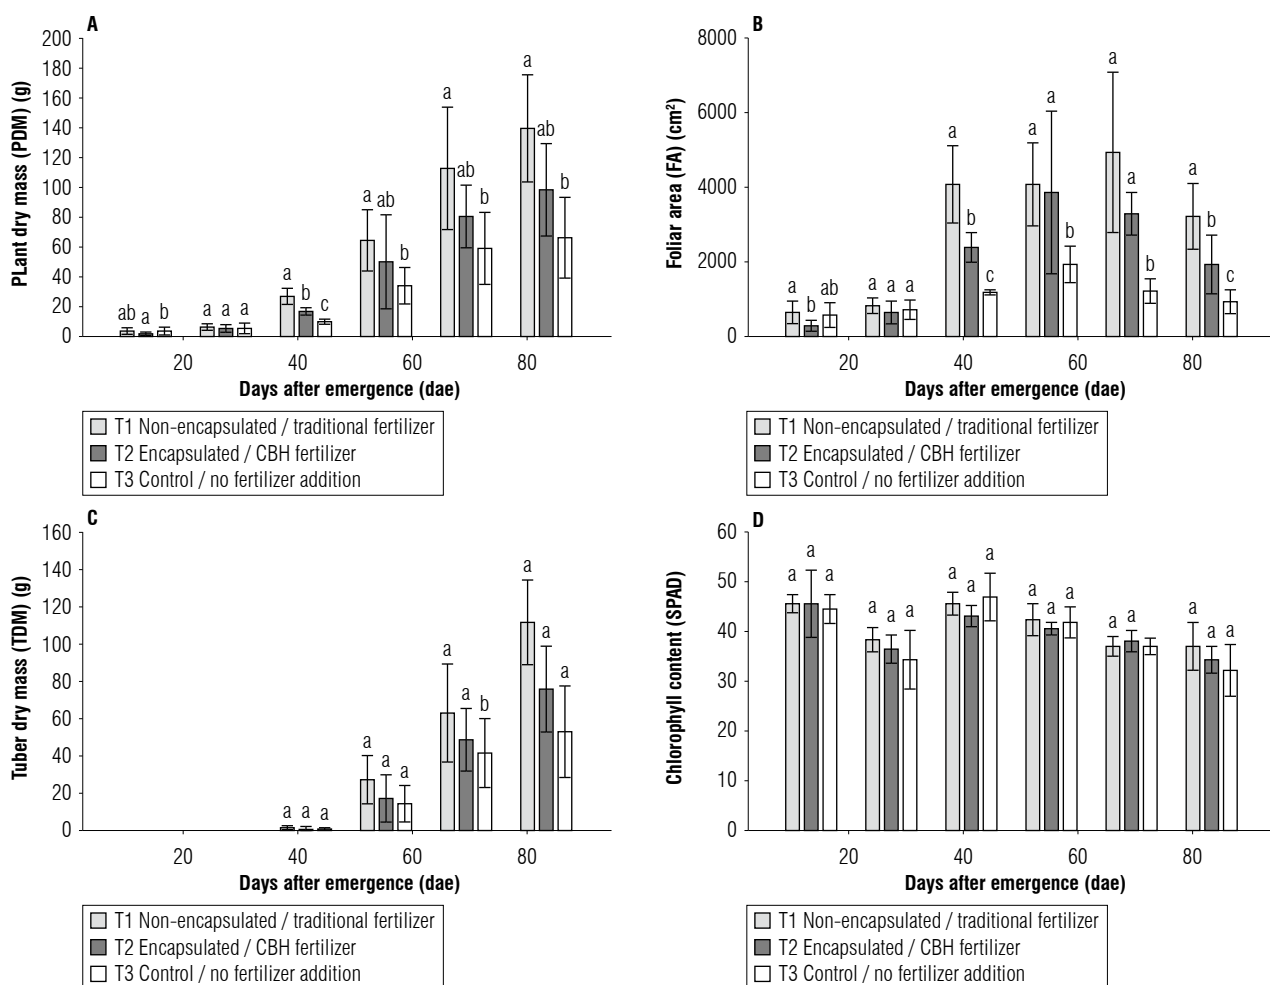 A
PLant dry mass (PDM) (g)
200
180
160
140
120
100
80
60
40
20
0
ab a b
a a a
a b c
a ab b
a ab b
a ab b
20 40 60 80
Days after emergence (dae)
T1 Non-encapsulated / traditional fertilizer
T2 Encapsulated / CBH fertilizer
T3 Control / no fertilizer addition
B
Foliar area (FA) (cm²)
8000
6000
4000
2000
0
a b ab
a a a
a b c
a a b
a a b
a b c
20 40 60 80
Days after emergence (dae)
T1 Non-encapsulated / traditional fertilizer
T2 Encapsulated / CBH fertilizer
T3 Control / no fertilizer addition
C
Tuber dry mass (TDM) (g)
160
140
120
100
80
60
40
20
0
a a a
a a a
a a b
a a a
20 40 60 80
Days after emergence (dae)
T1 Non-encapsulated / traditional fertilizer
T2 Encapsulated / CBH fertilizer
T3 Control / no fertilizer addition
D
Chlorophyll content (SPAD)
60
50
40
30
20
10
0
a a a
a a a
a a a
a a a
a a a
a a a
20 40 60 80
Days after emergence (dae)
T1 Non-encapsulated / traditional fertilizer
T2 Encapsulated / CBH fertilizer
T3 Control / no fertilizer addition